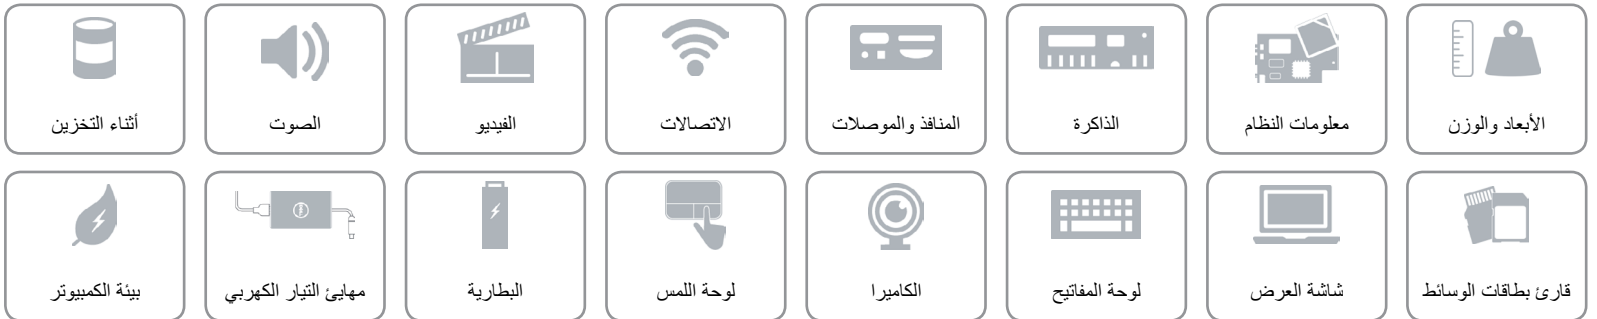 الأبعاد والوزن
معلومات النظام
الذاكرة
المنافذ والموصلات
الاتصالات
الفيديو
الصوت
أثناء التخزين
قارئ بطاقات الوسائط
شاشة العرض
لوحة المفاتيح
الكاميرا
لوحة اللمس
البطارية
مهايئ التيار الكهربي
بيئة الكمبيوتر